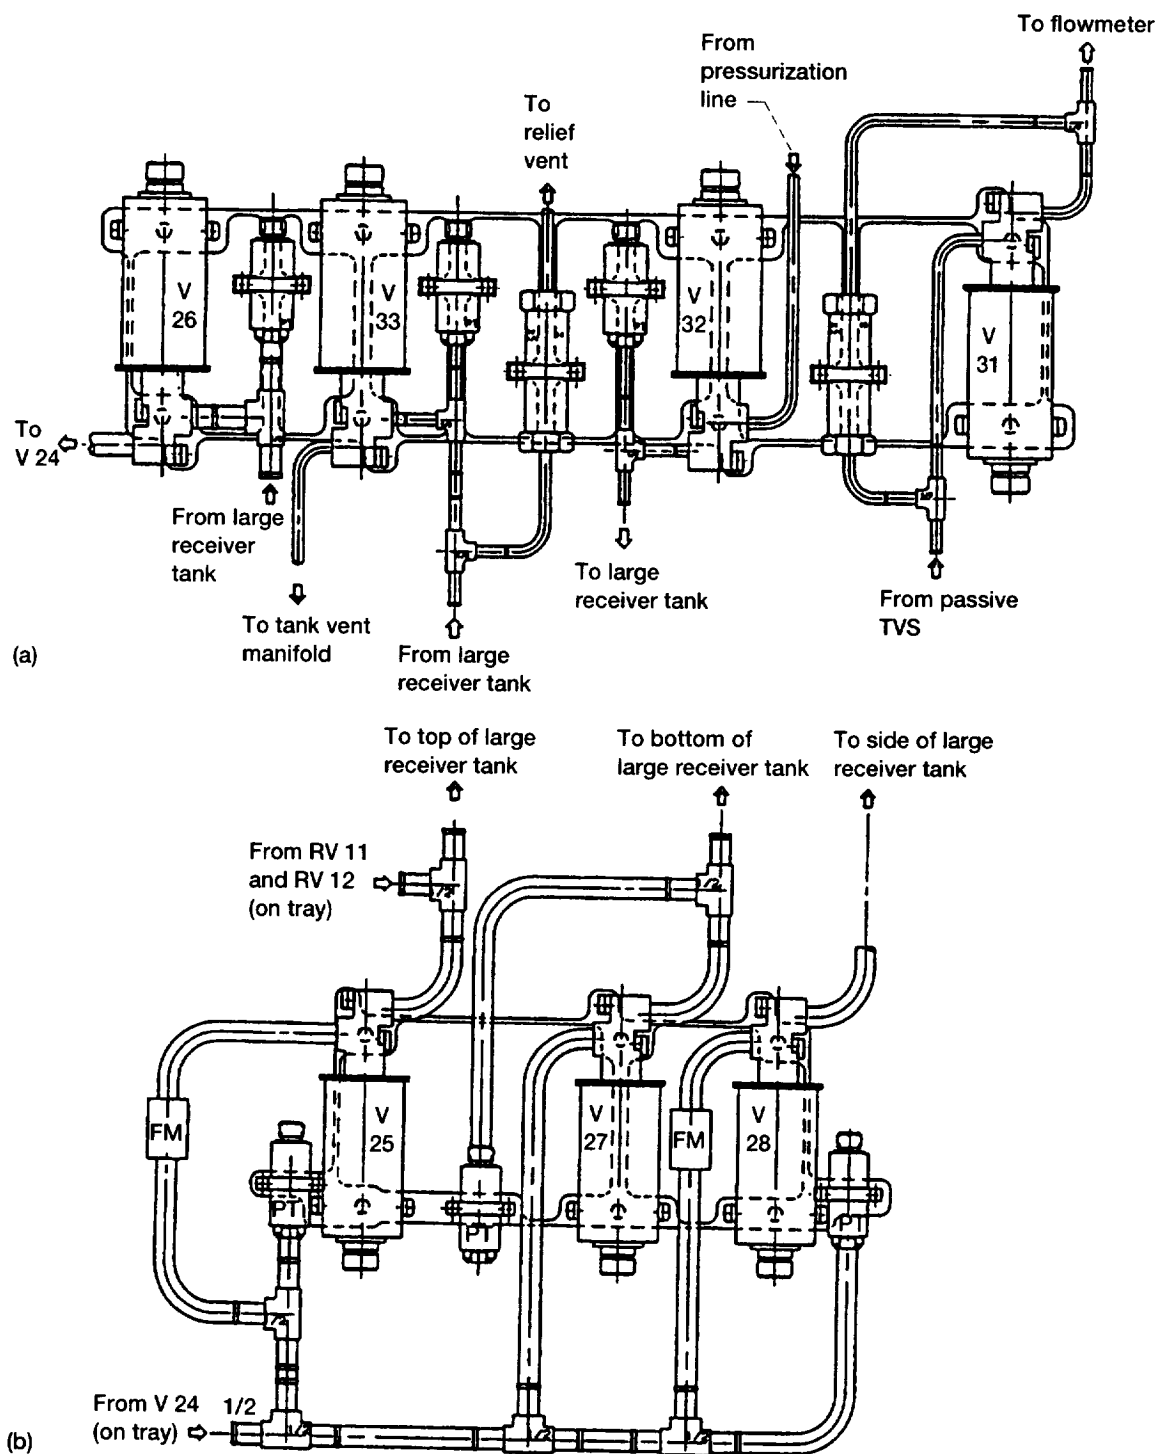 To flowmeter
From
pressurization
line
To
relief
vent
V
26
V
33
V
32
V
31
To
V 24
From large
receiver
tank
To large
receiver tank
From passive
TVS
To tank vent
manifold
From large
receiver tank
(a)
To top of large
receiver tank
To bottom of
large receiver tank
To side of large
receiver tank
From RV 11
and RV 12
(on tray)
FM
V
25
V
27
FM
V
28
PT
PT
PT
From V 24
(on tray)
1/2
(b)